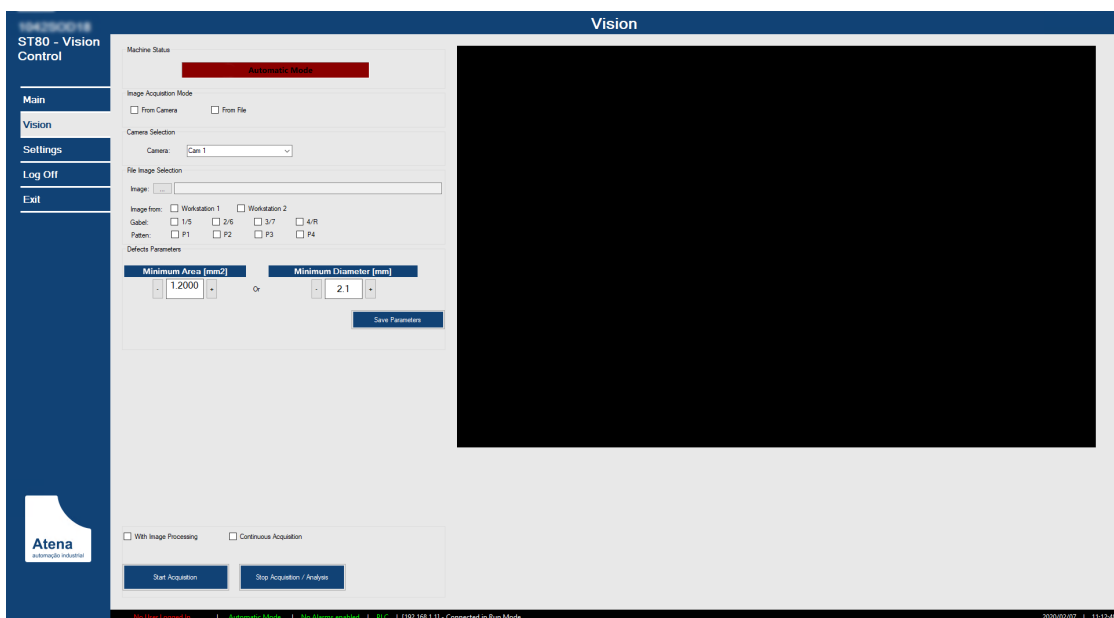 Vision
ST80 - Vision
Control
Main
Vision
Settings
Log Off
Exit
Atena
automação industrial
Machine Status
Automatic Mode
Image Acquisition Mode
From Camera From File
Camera Selection
Camera: Cam 1
File Image Selection
Image: ...
Image from: Workstation 1 Workstation 2
Gabel: 1/5 2/6 3/7 4/R
Patten: P1 P2 P3 P4
Defects Parameters
Minimum Area [mm2] Minimum Diameter [mm]
- 1.2000 + Or - 2.1 +
Save Parameters
With Image Processing Continuous Acquisition
Start Acquisition Stop Acquisition / Analysis
No User Logged In | Automatic Mode | No Alarms enabled | PLC | [192.168.1.1] - Connected in Run Mode 2020/02/07 |